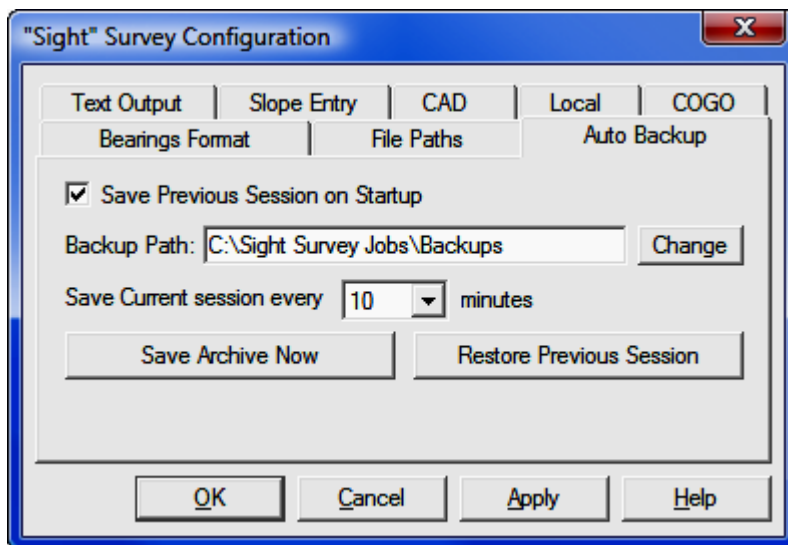 "Sight" Survey Configuration
X
Text Output Slope Entry CAD Local COGO
Bearings Format File Paths Auto Backup
Save Previous Session on Startup
Backup Path: C:\Sight Survey Jobs\Backups Change
Save Current session every 10 minutes
Save Archive Now Restore Previous Session
OK Cancel Apply Help